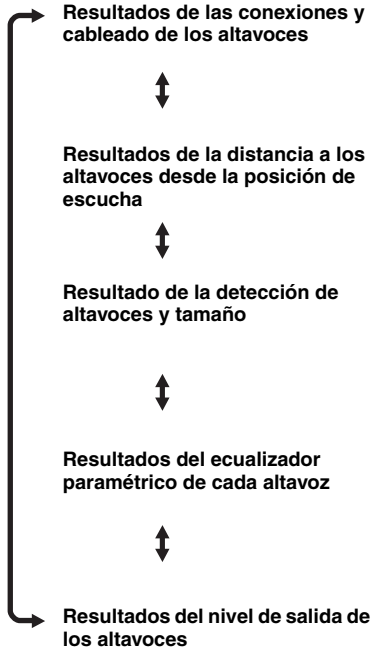 Resultados de las conexiones y
cableado de los altavoces
Resultados de la distancia a los
altavoces desde la posición de
escucha
Resultado de la detección de
altavoces y tamaño
Resultados del ecualizador
paramétrico de cada altavoz
Resultados del nivel de salida de
los altavoces